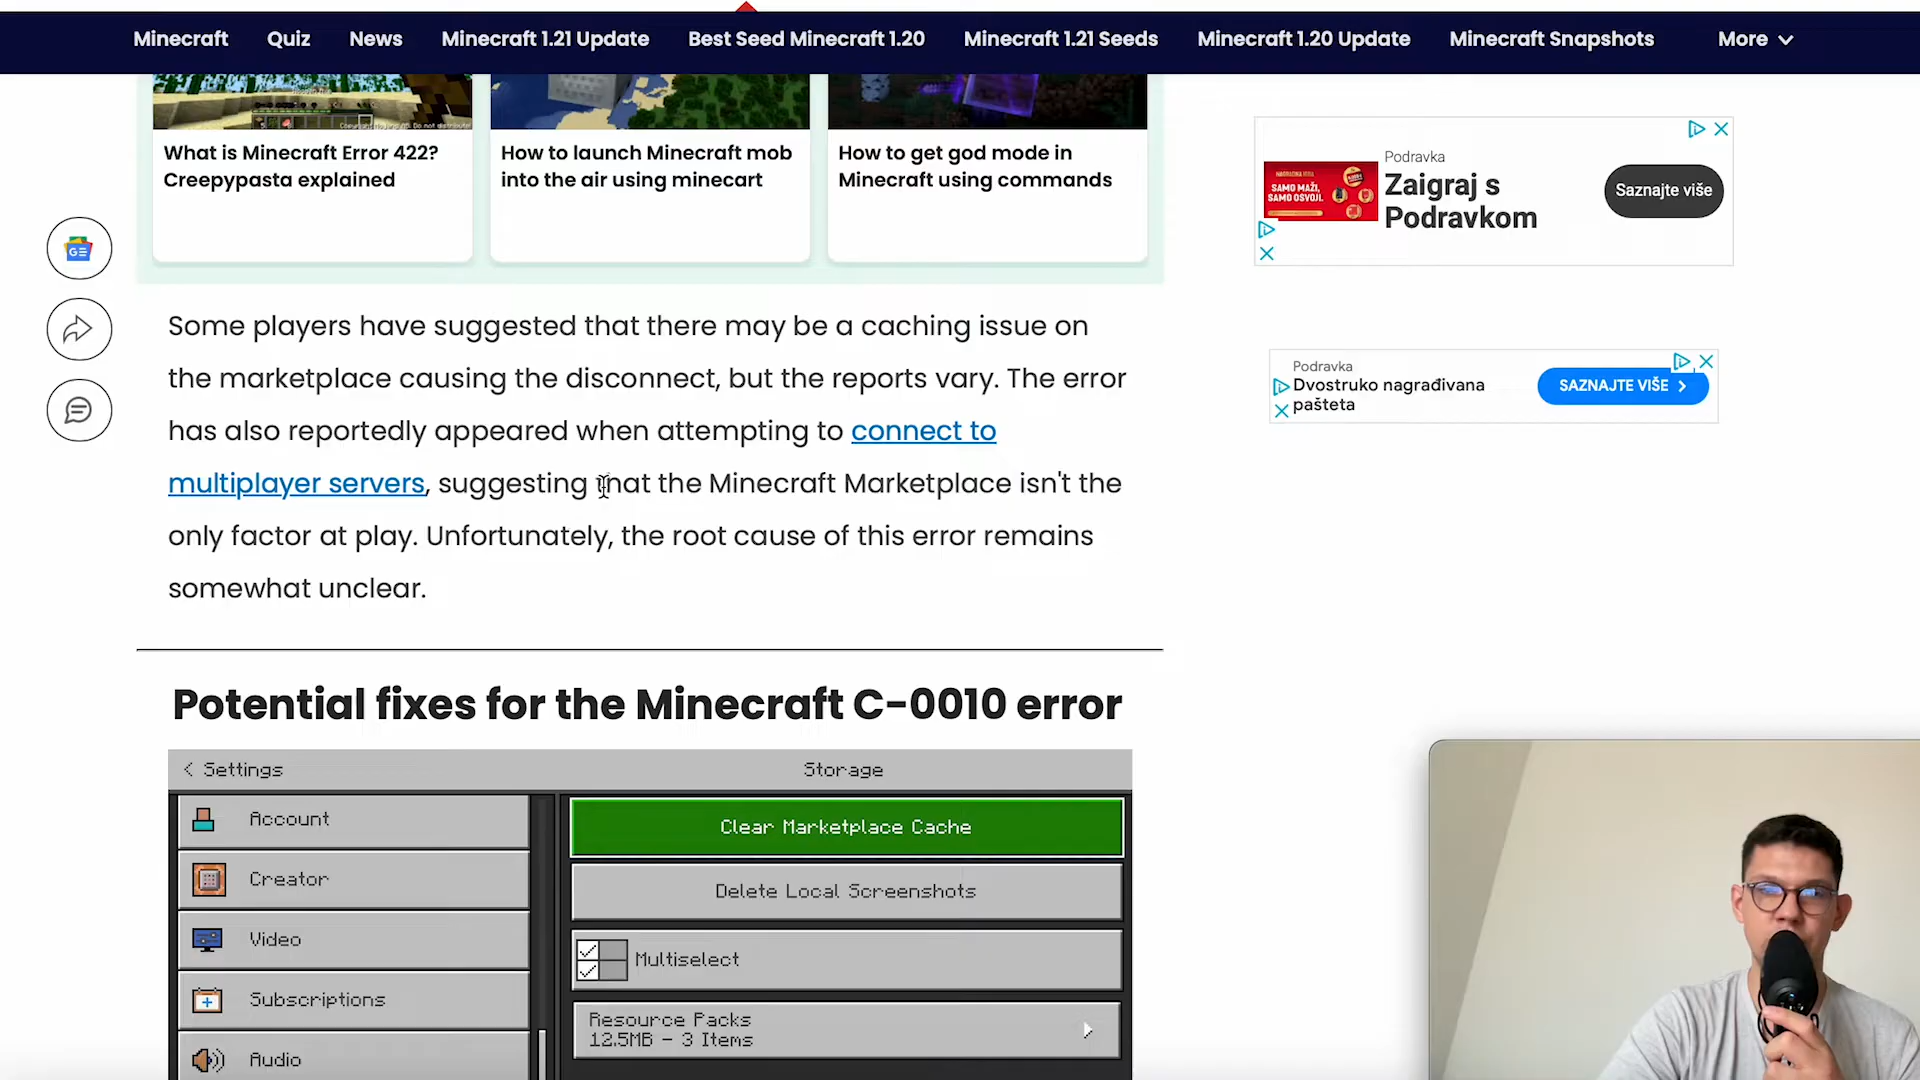 Minecraft
Quiz
News
Minecraft 1.21 Update
Best Seed Minecraft 1.20
Minecraft 1.21 Seeds
Minecraft 1.20 Update
Minecraft Snapshots
More
What is Minecraft Error 422?
Creepypasta explained
How to launch Minecraft mob
into the air using minecart
How to get god mode in
Minecraft using commands
GE
Some players have suggested that there may be a caching issue on
the marketplace causing the disconnect, but the reports vary. The error
has also reportedly appeared when attempting to connect to
multiplayer servers, suggesting that the Minecraft Marketplace isn't the
only factor at play. Unfortunately, the root cause of this error remains
somewhat unclear.
Potential fixes for the Minecraft C-0010 error
Settings
Storage
Account
Creator
Video
Subscriptions
Audio
Clear Marketplace Cache
Delete Local Screenshots
Multiselect
Resource Packs
12.5MB - 3 Items
Podravka
Zaigraj s
Podravkom
Saznajte više
SAMO MAŽI,
SAMO OSVOJI.
Podravka
Dvostruko nagrađivana
pašteta
SAZNAJTE VIŠE